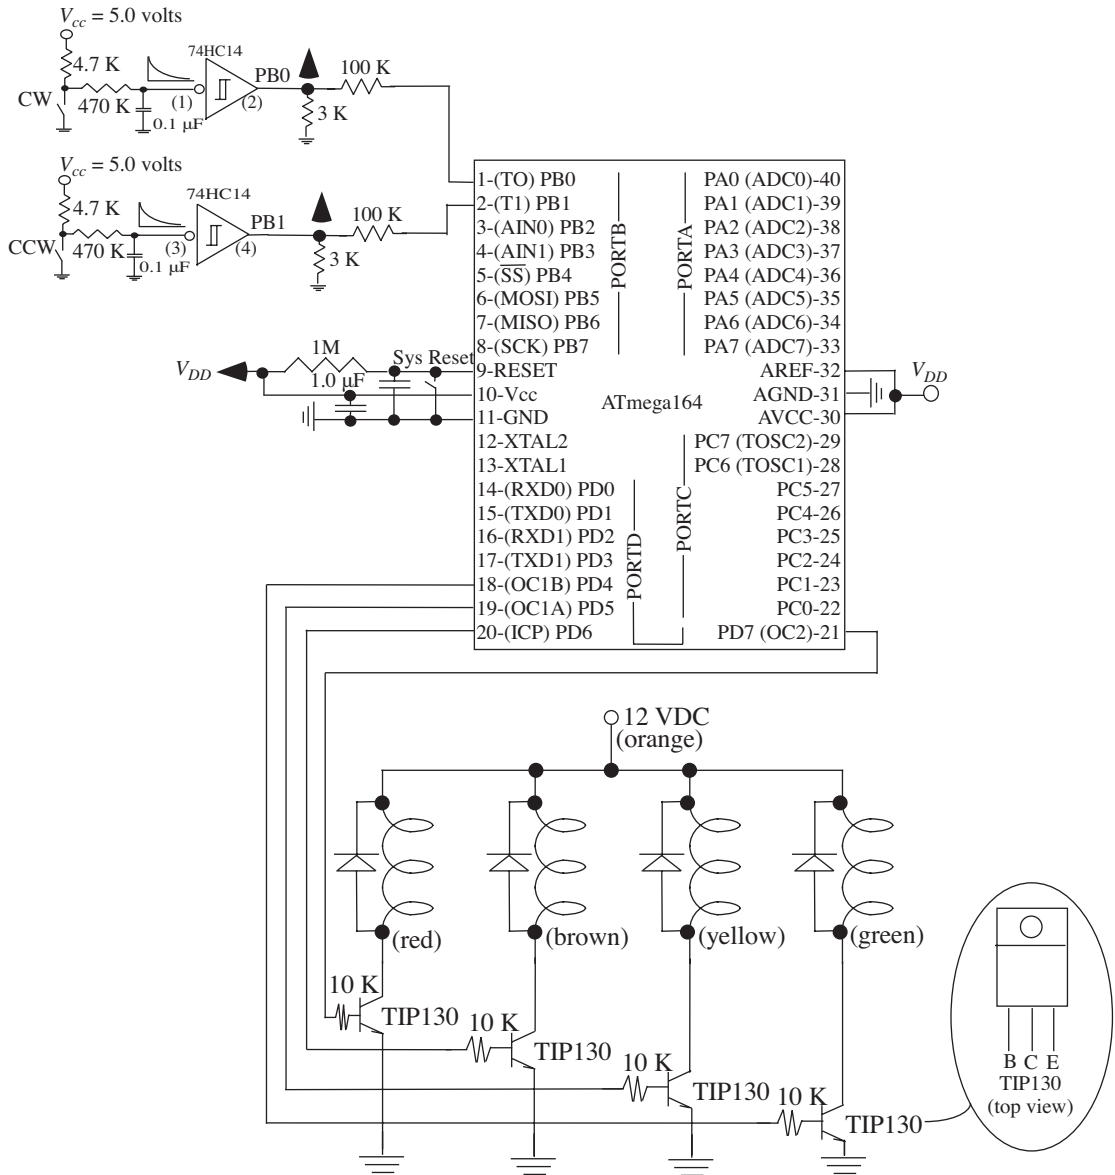 V_cc = 5.0 volts
4.7 K
74HC14
PB0
100 K
CW
470 K
(1)
(2)
0.1 µF
3 K
V_cc = 5.0 volts
4.7 K
74HC14
PB1
100 K
CCW
470 K
(3)
(4)
0.1 µF
3 K
1M
Sys Reset
V_DD
1.0 µF
1-(TO) PB0
2-(T1) PB1
3-(AIN0) PB2
4-(AIN1) PB3
5-(S̅S̅) PB4
6-(MOSI) PB5
7-(MISO) PB6
8-(SCK) PB7
9-RESET
10-Vcc
11-GND
12-XTAL2
13-XTAL1
14-(RXD0) PD0
15-(TXD0) PD1
16-(RXD1) PD2
17-(TXD1) PD3
18-(OC1B) PD4
19-(OC1A) PD5
20-(ICP) PD6
PORTB
PORTA
ATmega164
PORTD
PORTC
PA0 (ADC0)-40
PA1 (ADC1)-39
PA2 (ADC2)-38
PA3 (ADC3)-37
PA4 (ADC4)-36
PA5 (ADC5)-35
PA6 (ADC6)-34
PA7 (ADC7)-33
AREF-32
AGND-31
AVCC-30
PC7 (TOSC2)-29
PC6 (TOSC1)-28
PC5-27
PC4-26
PC3-25
PC2-24
PC1-23
PC0-22
PD7 (OC2)-21
V_DD
12 VDC
(orange)
(red)
(brown)
(yellow)
(green)
10 K
TIP130
10 K
TIP130
10 K
TIP130
10 K
TIP130
B C E
TIP130
(top view)